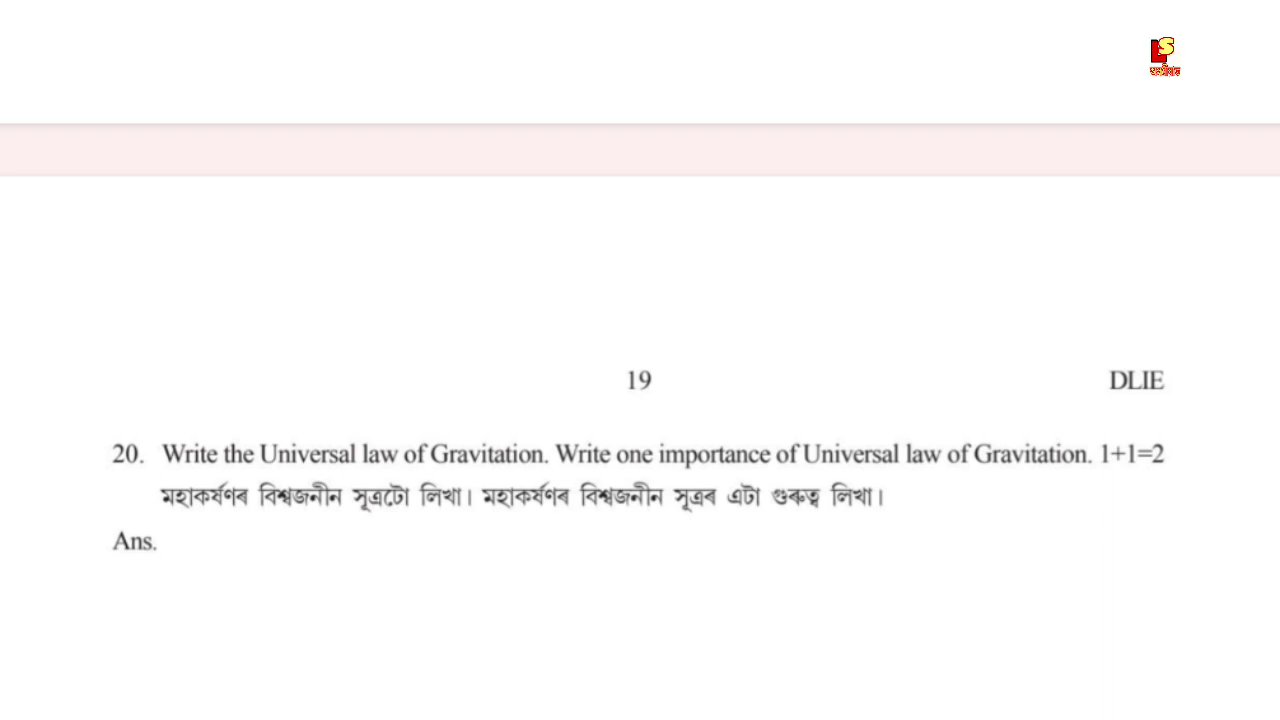 LS
19 DLIE
20. Write the Universal law of Gravitation. Write one importance of Universal law of Gravitation. 1+1=2
মহাকৰ্ষণৰ বিশ্বজনীন সূত্ৰটো লিখা। মহাকৰ্ষণৰ বিশ্বজনীন সূত্ৰৰ এটা গুৰুত্ব লিখা।
Ans.